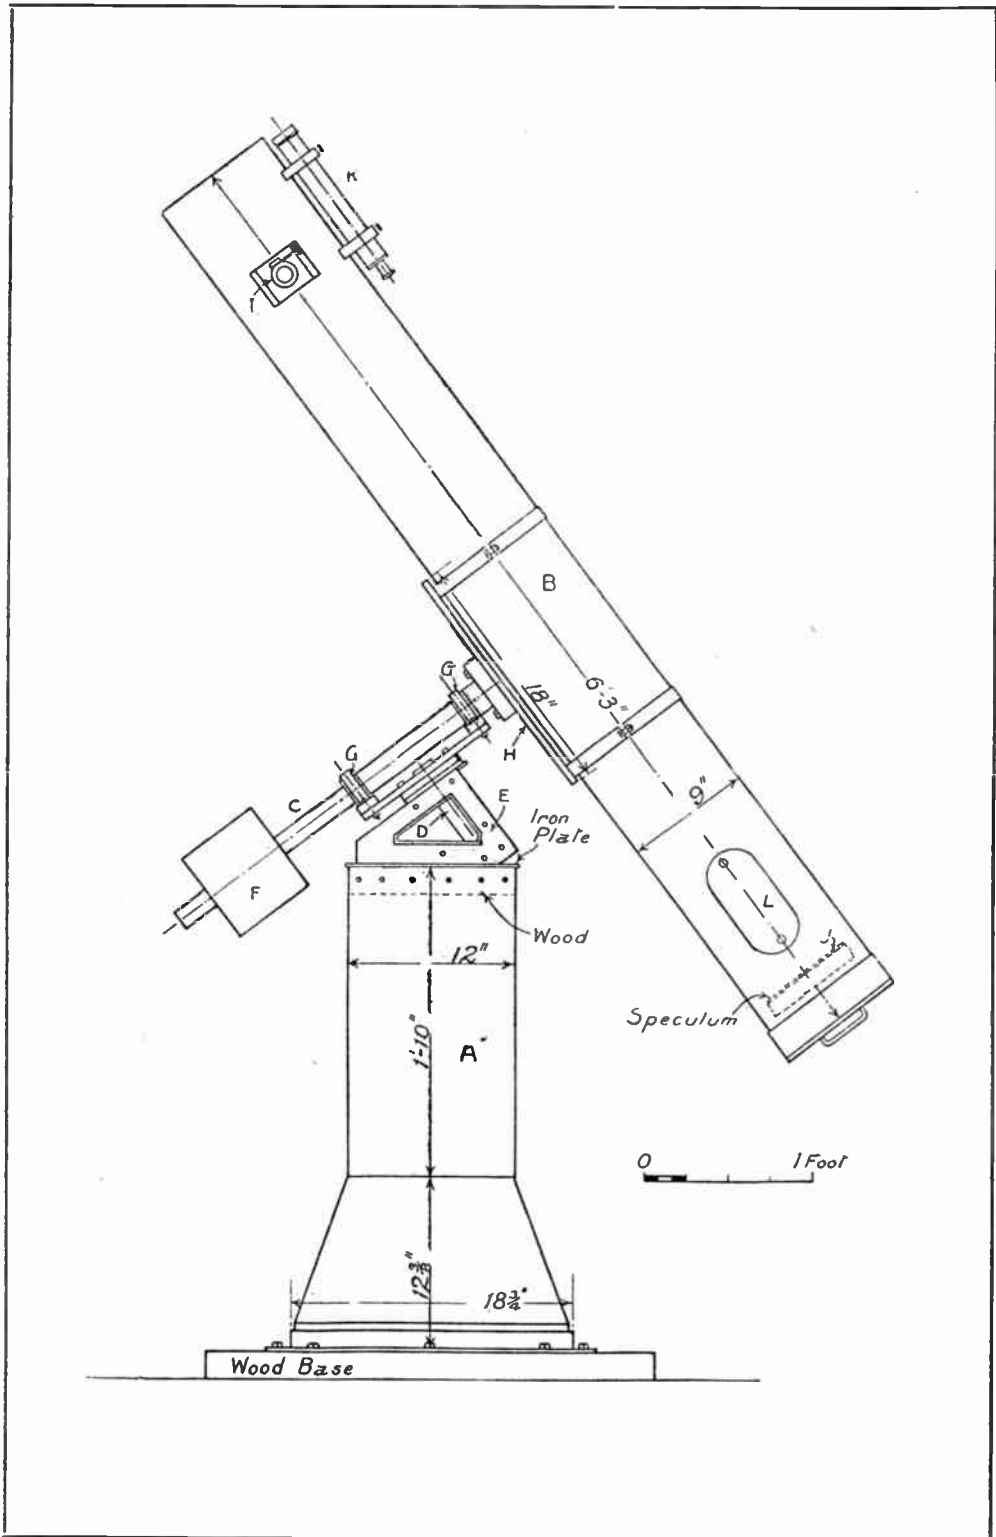 K
I
B
G
18"
6'-3"
H
G
C
9"
D
E
Iron
Plate
F
L
Wood
12"
Speculum
1'-10"
A
0 1 Foot
12 3/8"
18 3/4"
Wood Base